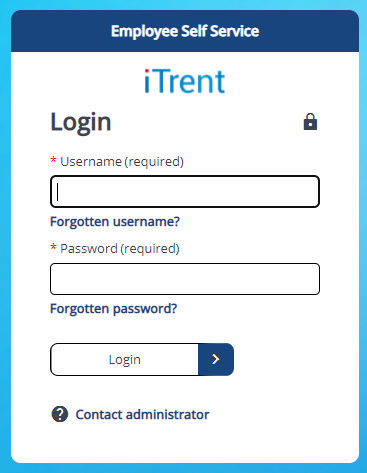 Employee Self Service
iTrent
Login
* Username (required)
Forgotten username?
* Password (required)
Forgotten password?
Login
Contact administrator